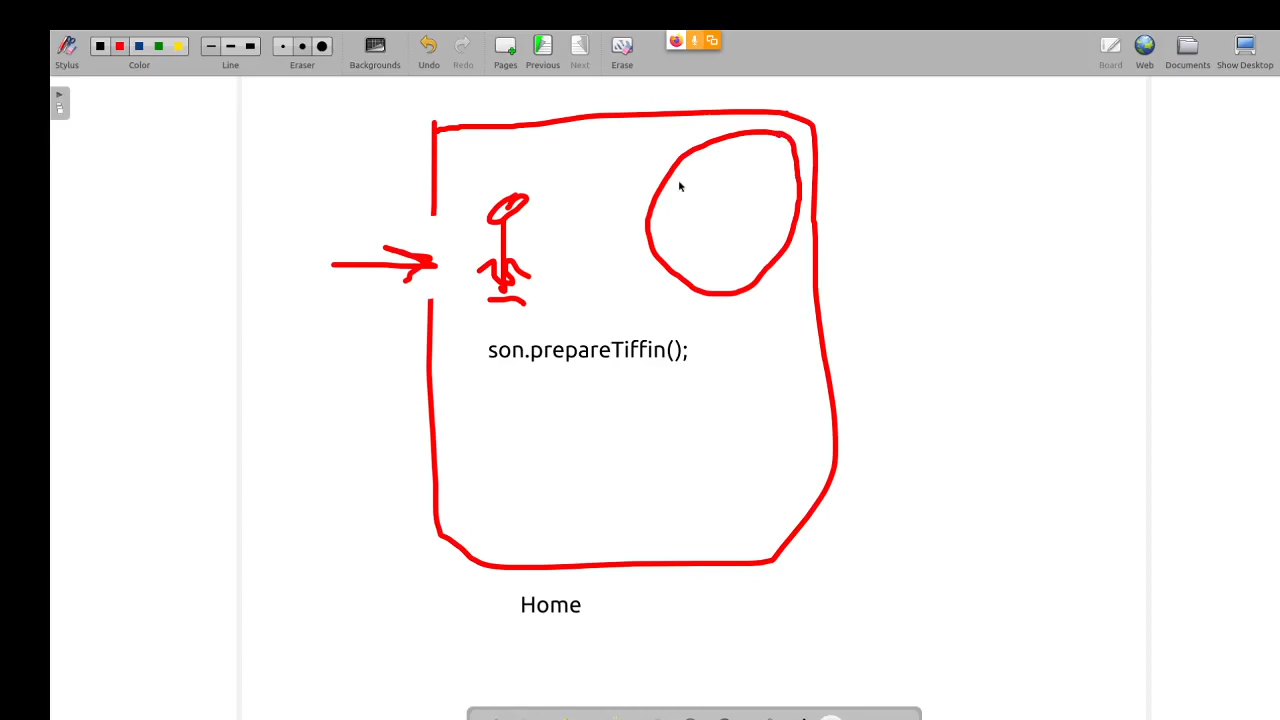 Stylus Color Line Eraser Backgrounds Undo Redo Pages Previous Next Erase Board Web Documents Show Desktop
son.prepareTiffin();
Home